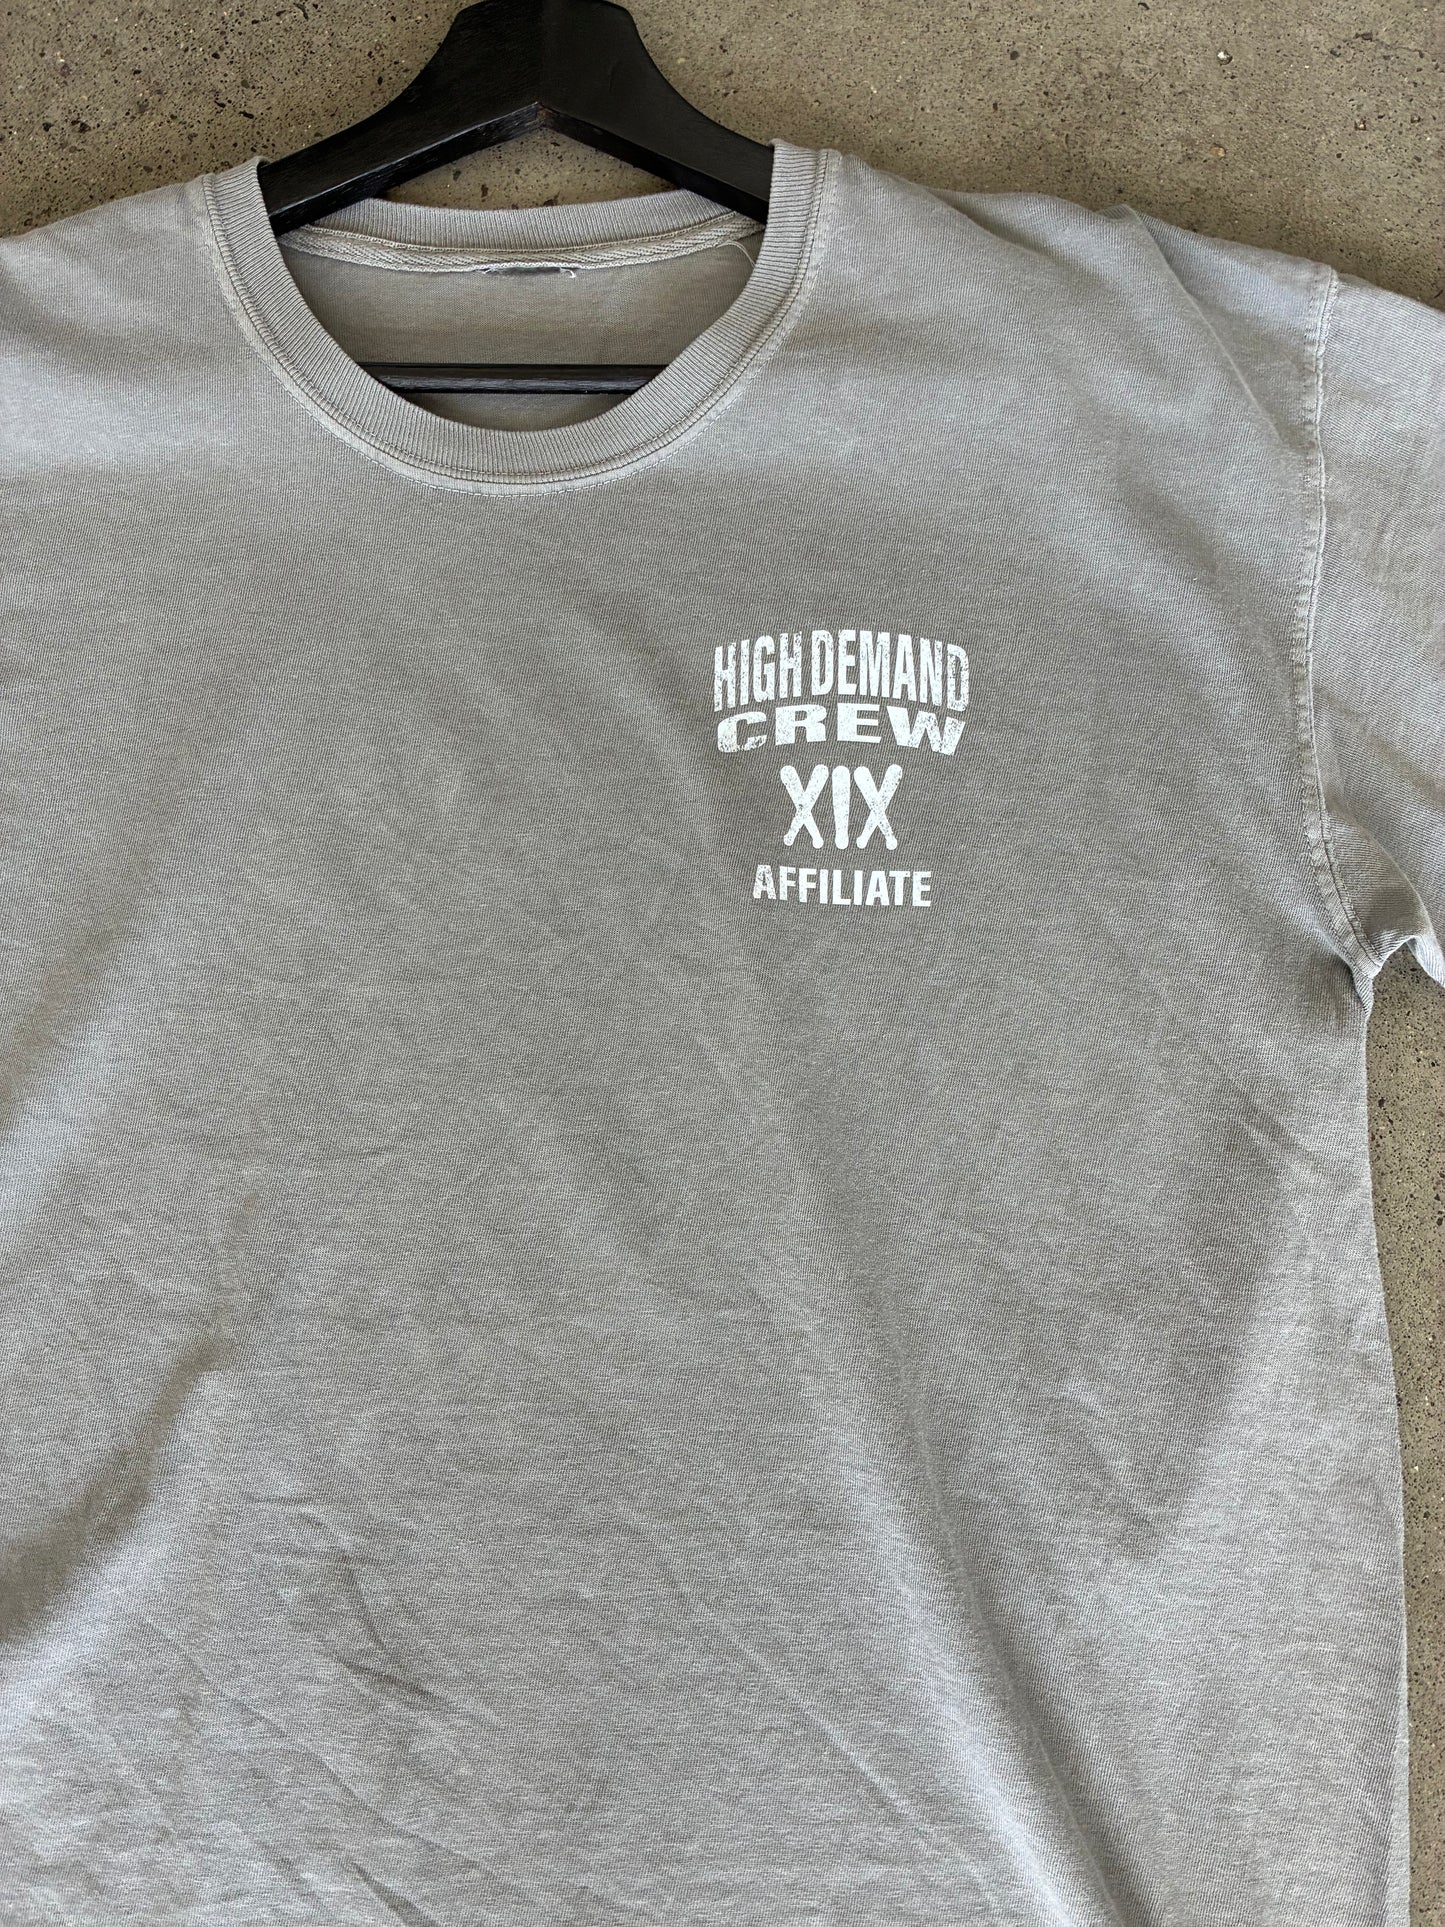 HIGH DEMAND
CREW
XIX
AFFILIATE